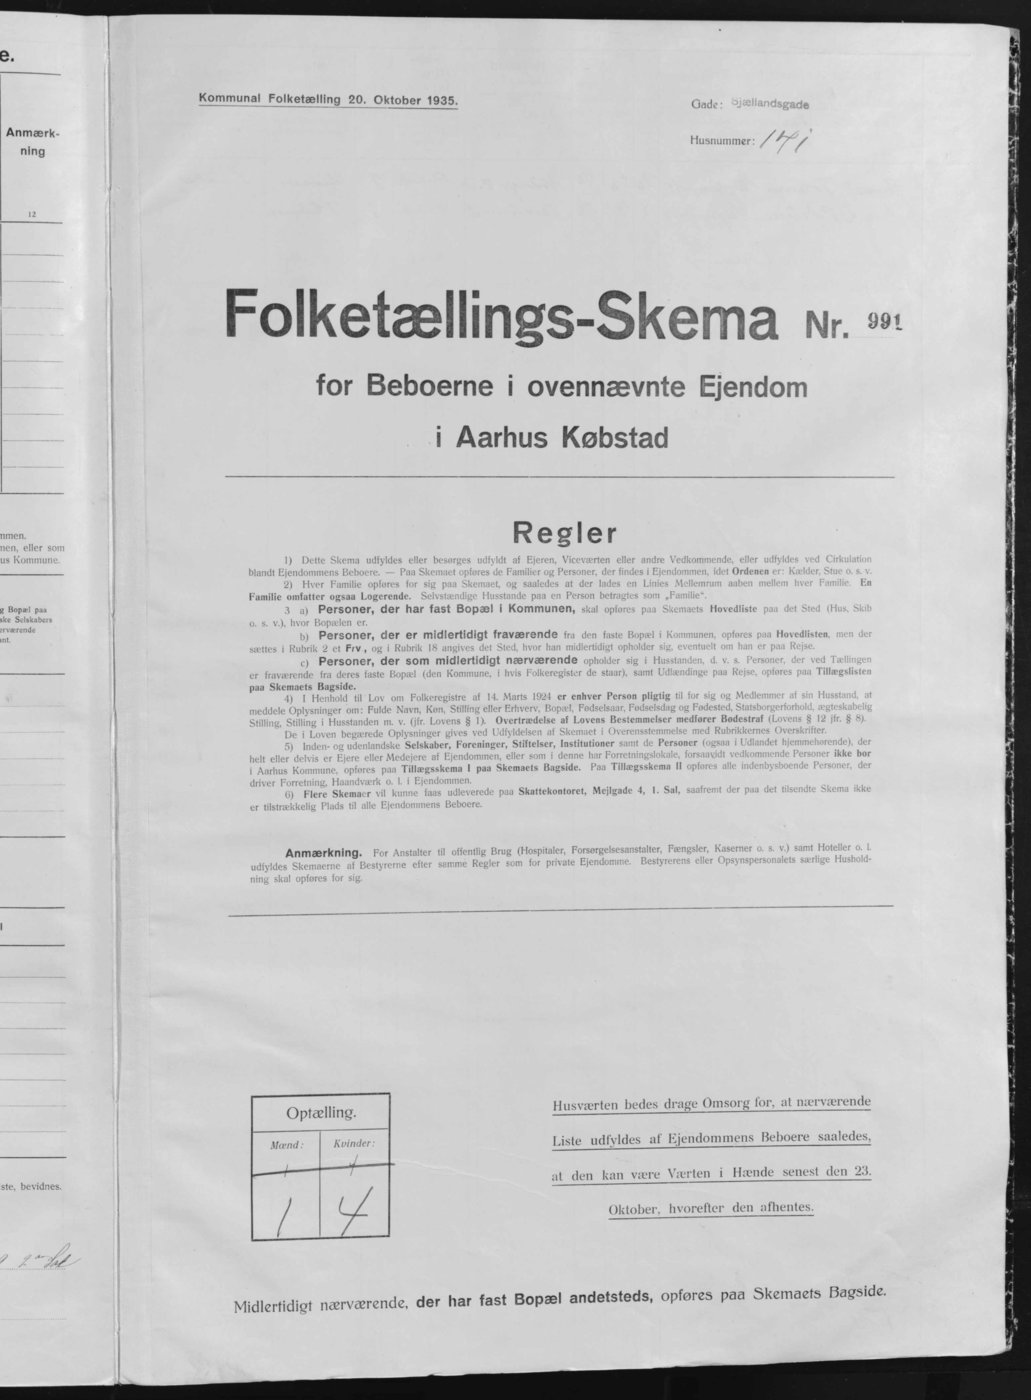 e.
Anmærk-
ning
12
mmen.
men, eller som
us Kommune.
g Bopæl paa
ske Selskabers
erværende
ant.
l
ste, bevidnes.
Kommunal Folketælling 20. Oktober 1935.
Gade: Sjællandsgade
Husnummer:
Folketællings-Skema Nr. 991
for Beboerne i ovennævnte Ejendom
i Aarhus Købstad
Regler
1) Dette Skema udfyldes eller besørges udfyldt af Ejeren, Viceværten eller andre Vedkommende, eller udfyldes ved Cirkulation
blandt Ejendommens Beboere. — Paa Skemaet opføres de Familier og Personer, der findes i Ejendommen, idet Ordenen er: Kælder, Stue o. s. v.
2) Hver Familie opføres for sig paa Skemaet, og saaledes at der lades en Linies Mellemrum aaben mellem hver Familie. En
Familie omfatter ogsaa Logerende. Selvstændige Husstande paa en Person betragtes som „Familie“.
3 a) Personer, der har fast Bopæl i Kommunen, skal opføres paa Skemaets Hovedliste paa det Sted (Hus, Skib
o. s. v.), hvor Bopælen er.
b) Personer, der er midlertidigt fraværende fra den faste Bopæl i Kommunen, opføres paa Hovedlisten, men der
sættes i Rubrik 2 et Frv., og i Rubrik 18 angives det Sted, hvor han midlertidigt opholder sig, eventuelt om han er paa Rejse.
c) Personer, der som midlertidigt nærværende opholder sig i Husstanden, d. v. s. Personer, der ved Tællingen
er fraværende fra deres faste Bopæl (den Kommune, i hvis Folkeregister de staar), samt Udlændinge paa Rejse, opføres paa Tillægslisten
paa Skemaets Bagside.
4) I Henhold til Lov om Folkeregistre af 14. Marts 1924 er enhver Person pligtig til for sig og Medlemmer af sin Husstand, at
meddele Oplysninger om: Fulde Navn, Køn, Stilling eller Erhverv, Bopæl, Fødselsaar, Fødselsdag og Fødested, Statsborgerforhold, ægteskabelig
Stilling, Stilling i Husstanden m. v. (jfr. Lovens § 1). Overtrædelse af Lovens Bestemmelser medfører Bødestraf (Lovens § 12 jfr. § 8).
De i Loven begærede Oplysninger gives ved Udfyldelsen af Skemaet i Overensstemmelse med Rubrikkernes Overskrifter.
5) Inden- og udenlandske Selskaber, Foreninger, Stiftelser, Institutioner samt de Personer (ogsaa i Udlandet hjemmehørende), der
helt eller delvis er Ejere eller Medejere af Ejendommen, eller som i denne har Forretningslokale, forsaavidt vedkommende Personer ikke bor
i Aarhus Kommune, opføres paa Tillægsskema I paa Skemaets Bagside. Paa Tillægsskema II opføres alle indenbysboende Personer, der
driver Forretning, Haandværk o. l. i Ejendommen.
6) Flere Skemaer vil kunne faas udleverede paa Skattekontoret, Mejlgade 4, 1. Sal, saafremt der paa det tilsendte Skema ikke
er tilstrækkelig Plads til alle Ejendommens Beboere.
Anmærkning. For Anstalter til offentlig Brug (Hospitaler, Forsørgelsesanstalter, Fængsler, Kaserner o. s. v.) samt Hoteller o. l.
udfyldes Skemaerne af Bestyrerne efter samme Regler som for private Ejendomme. Bestyrerens eller Opsynspersonalets særlige Hushold-
ning skal opføres for sig.
Optælling.
Mænd: Kvinder:
1 4
1 4
Husværten bedes drage Omsorg for, at nærværende
Liste udfyldes af Ejendommens Beboere saaledes,
at den kan være Værten i Hænde senest den 23.
Oktober, hvorefter den afhentes.
Midlertidigt nærværende, der har fast Bopæl andetsteds, opføres paa Skemaets Bagside.